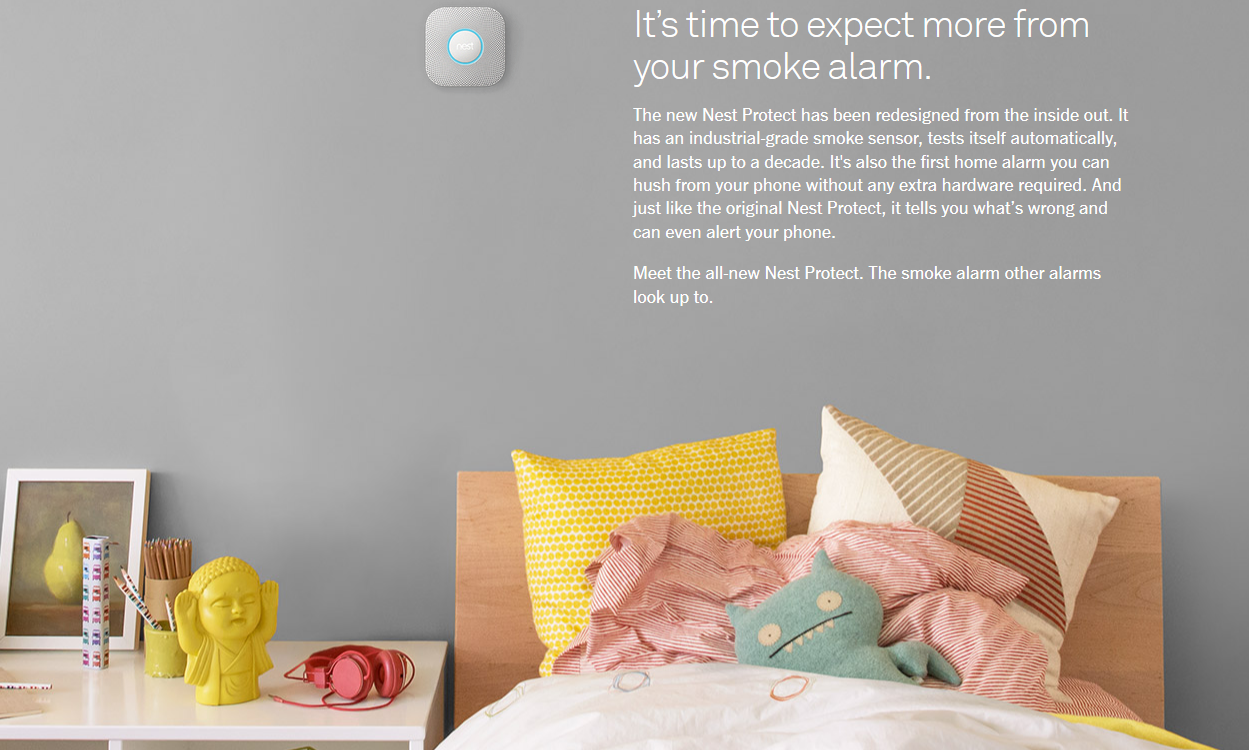 nest
It’s time to expect more from
your smoke alarm.
The new Nest Protect has been redesigned from the inside out. It
has an industrial-grade smoke sensor, tests itself automatically,
and lasts up to a decade. It's also the first home alarm you can
hush from your phone without any extra hardware required. And
just like the original Nest Protect, it tells you what’s wrong and
can even alert your phone.
Meet the all-new Nest Protect. The smoke alarm other alarms
look up to.